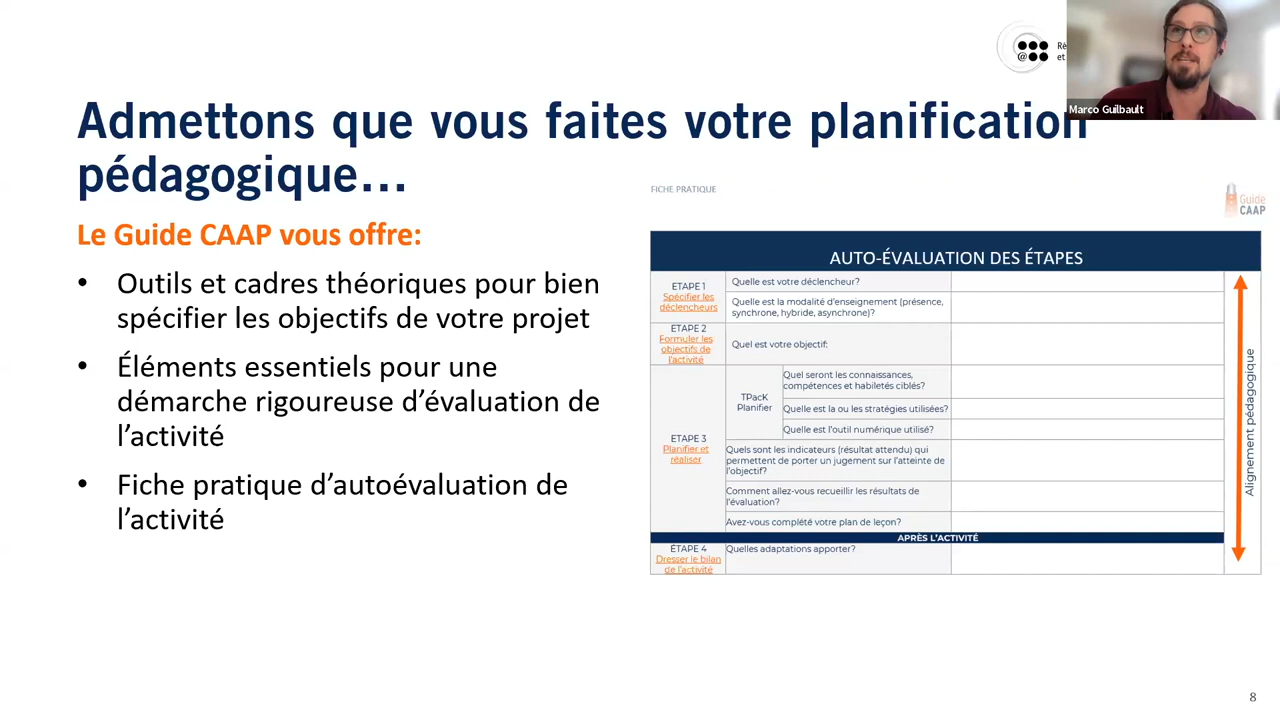 Marco Guilbault
Admettons que vous faites votre planification
pédagogique...
Le Guide CAAP vous offre:
• Outils et cadres théoriques pour bien
spécifier les objectifs de votre projet
• Éléments essentiels pour une
démarche rigoureuse d’évaluation de
l’activité
• Fiche pratique d’autoévaluation de
l’activité
FICHE PRATIQUE
Guide
CAAP
AUTO-ÉVALUATION DES ÉTAPES
ETAPE 1
Spécifier les
déclencheurs
Quelle est votre déclencheur?
Quelle est la modalité d’enseignement (présence,
synchrone, hybride, asynchrone)?
ETAPE 2
Formuler les
objectifs de
l’activité
Quel est votre objectif:
ETAPE 3
Planifier et
réaliser
TPacK
Planifier
Quel seront les connaissances,
compétences et habiletés ciblés?
Quelle est la ou les stratégies utilisées?
Quelle est l’outil numérique utilisé?
Quels sont les indicateurs (résultat attendu) qui
permettent de porter un jugement sur l’atteinte de
l’objectif?
Comment allez-vous recueillir les résultats de
l’évaluation?
Avez-vous complété votre plan de leçon?
APRÈS L’ACTIVITÉ
ÉTAPE 4
Dresser le bilan
de l’activité
Quelles adaptations apporter?
Alignement pédagogique
8